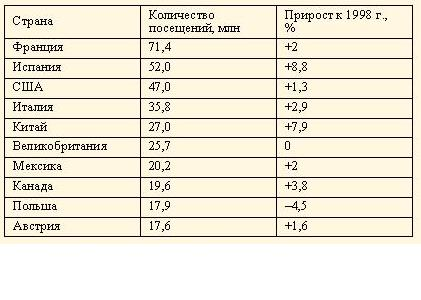 Страна Количество посещений, млн Прирост к 1998 г., %
Франция 71,4 +2
Испания 52,0 +8,8
США 47,0 +1,3
Италия 35,8 +2,9
Китай 27,0 +7,9
Великобритания 25,7 0
Мексика 20,2 +2
Канада 19,6 +3,8
Польша 17,9 –4,5
Австрия 17,6 +1,6